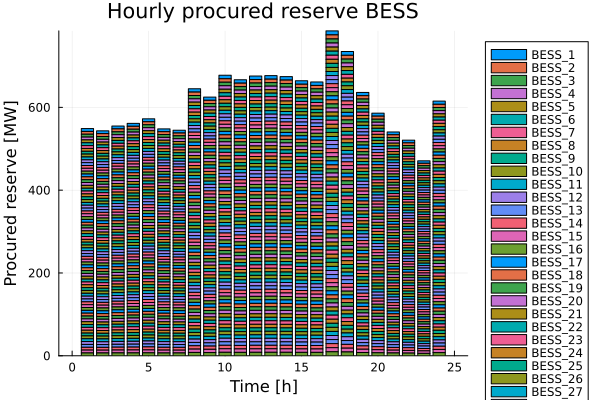 Hourly procured reserve BESS
Procured reserve [MW]
600
400
200
0
0 5 10 15 20 25
Time [h]
BESS_1
BESS_2
BESS_3
BESS_4
BESS_5
BESS_6
BESS_7
BESS_8
BESS_9
BESS_10
BESS_11
BESS_12
BESS_13
BESS_14
BESS_15
BESS_16
BESS_17
BESS_18
BESS_19
BESS_20
BESS_21
BESS_22
BESS_23
BESS_24
BESS_25
BESS_26
BESS_27